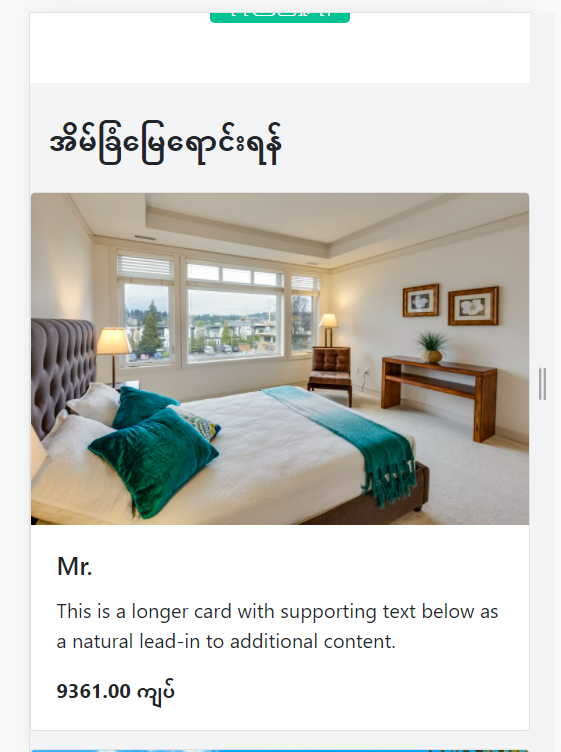 အိမ်ခြံမြေရောင်းရန်
Mr.
This is a longer card with supporting text below as
a natural lead-in to additional content.
9361.00 ကျပ်